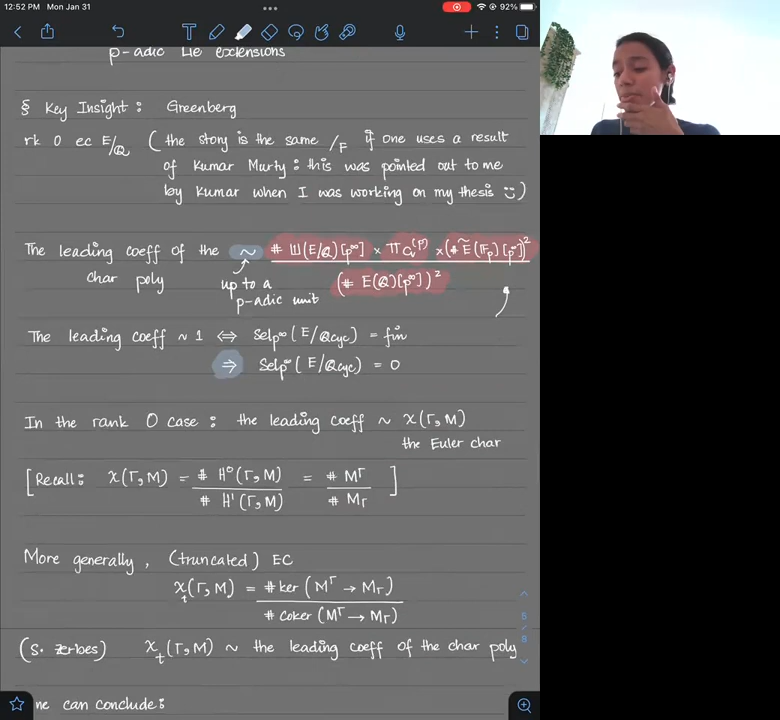 12:52 PM Mon Jan 31
92%
p-adic Lie extensions
§ Key Insight: Greenberg
rk 0 ec E/Q (the story is the same /F if one uses a result
of Kumar Murty: this was pointed out to me
by Kumar when I was working on my thesis :))
The leading coeff of the ~ # Ш(E/Q)[p^∞] × Π c_v^(p) × (# Ẽ(F_p)[p^∞])^2
char poly
up to a
p-adic unit
(# E(Q)[p^∞])^2
The leading coeff ~ 1 ⇔ Sel_p^∞(E/Q_cyc) = fin
⇒ Sel_p^∞(E/Q_cyc) = 0
In the rank 0 case: the leading coeff ~ χ(Γ, M)
the Euler char
[Recall: χ(Γ, M) = # H^0(Γ, M) / # H^1(Γ, M) = # M^Γ / # M_Γ ]
More generally, (truncated) EC
χ_t(Γ, M) = # ker (M^Γ → M_Γ) / # coker (M^Γ → M_Γ)
(S. Zerbes) χ_t(Γ, M) ~ the leading coeff of the char poly
ne can conclude: